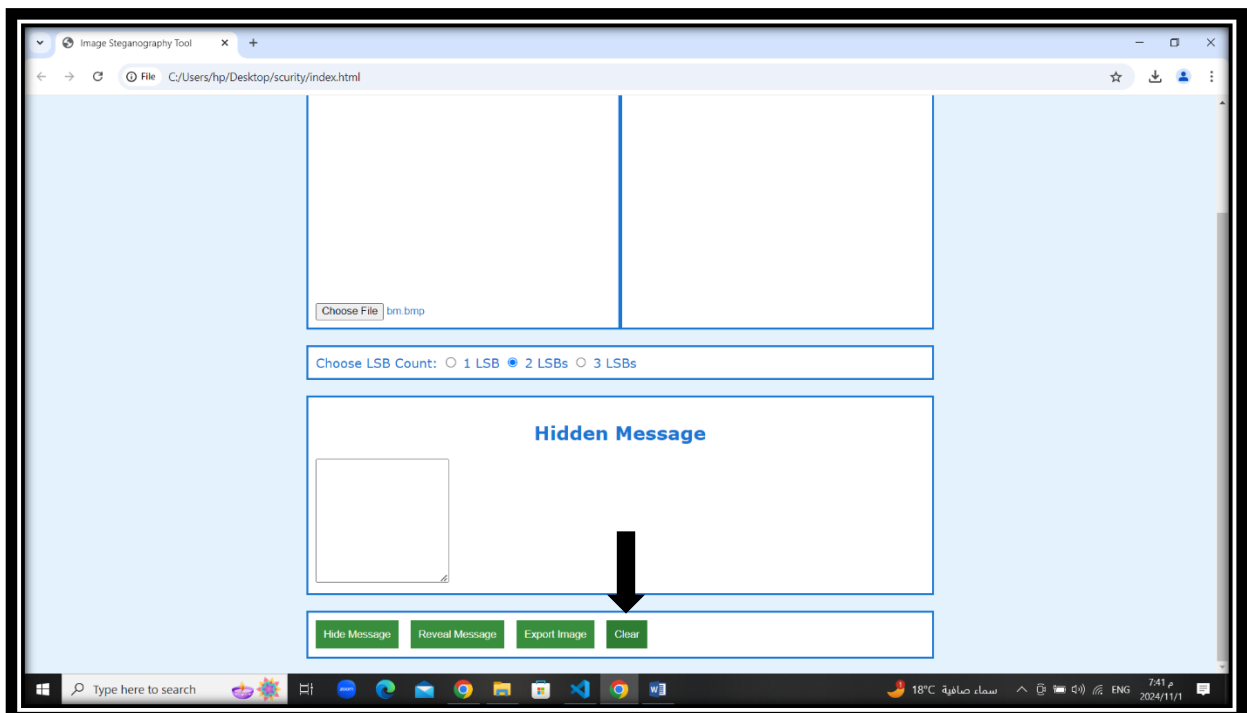 Image Steganography Tool
File C:/Users/hp/Desktop/scurity/index.html
Choose File bm.bmp
Choose LSB Count: 1 LSB 2 LSBs 3 LSBs
Hidden Message
Hide Message Reveal Message Export Image Clear
Type here to search zoom W 18°C سماء صافية ENG 7:41 م
2024/11/1